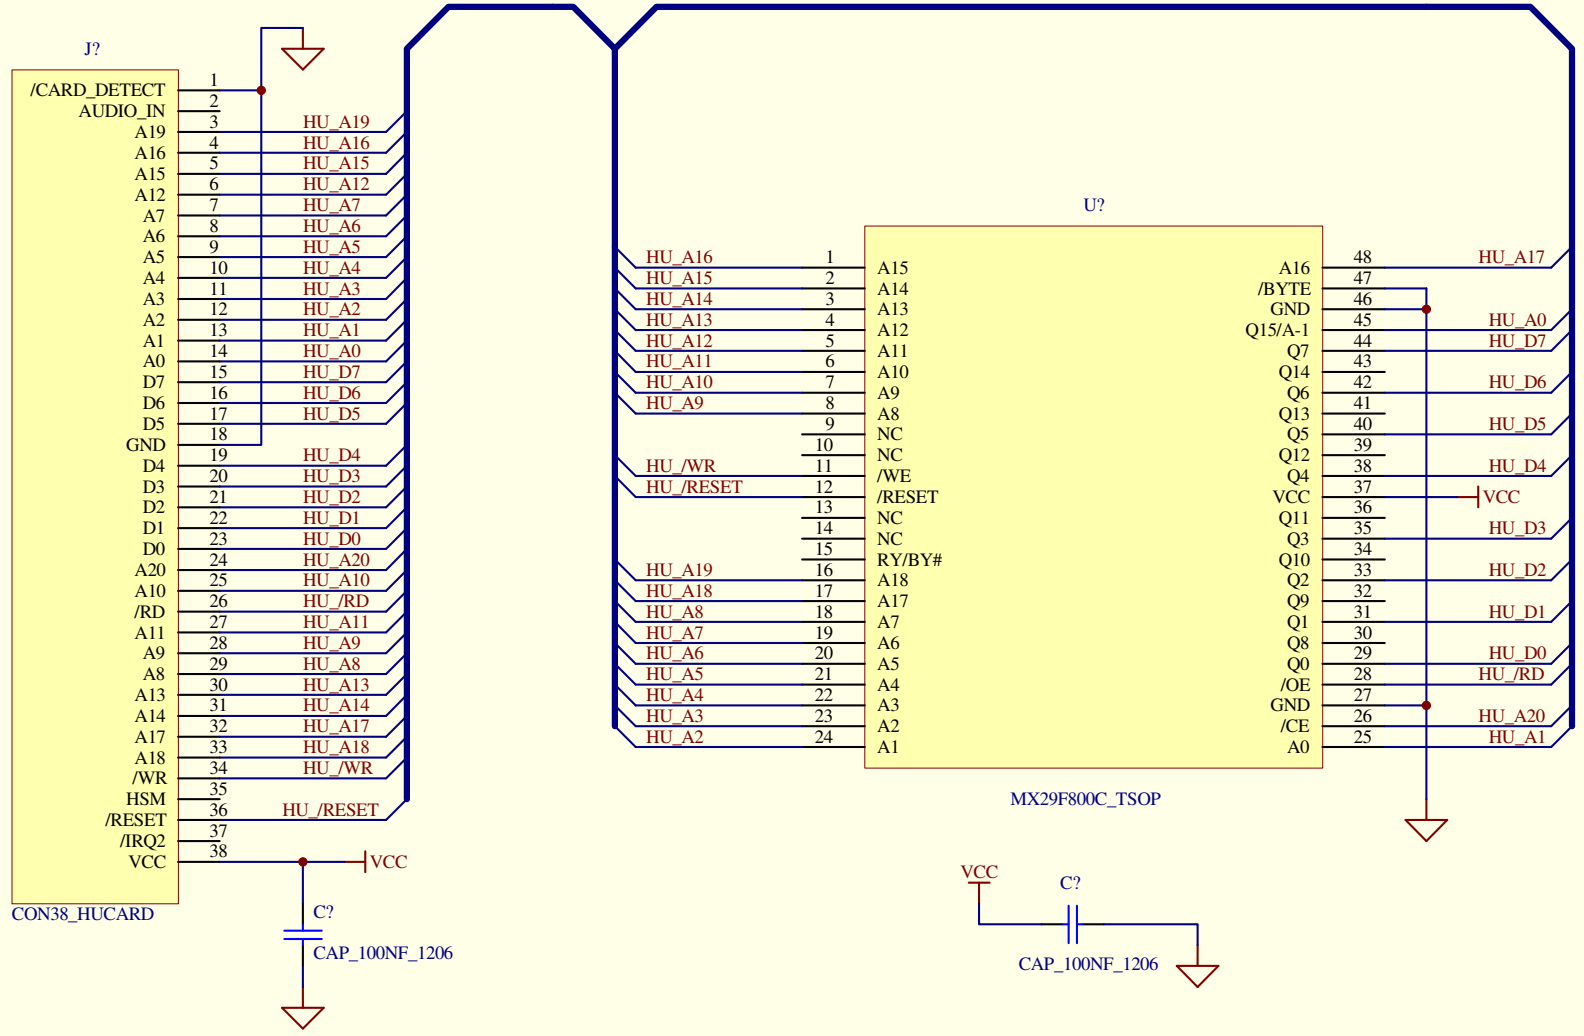 J?
/CARD_DETECT 1
AUDIO_IN 2
A19 3 HU_A19
A16 4 HU_A16
A15 5 HU_A15
A12 6 HU_A12
A7 7 HU_A7
A6 8 HU_A6
A5 9 HU_A5
A4 10 HU_A4
A3 11 HU_A3
A2 12 HU_A2
A1 13 HU_A1
A0 14 HU_A0
D7 15 HU_D7
D6 16 HU_D6
D5 17 HU_D5
GND 18
D4 19 HU_D4
D3 20 HU_D3
D2 21 HU_D2
D1 22 HU_D1
D0 23 HU_D0
A20 24 HU_A20
A10 25 HU_A10
/RD 26 HU_/RD
A11 27 HU_A11
A9 28 HU_A9
A8 29 HU_A8
A13 30 HU_A13
A14 31 HU_A14
A17 32 HU_A17
A18 33 HU_A18
/WR 34 HU_/WR
HSM 35
/RESET 36 HU_/RESET
/IRQ2 37
VCC 38 VCC
CON38_HUCARD
C?
CAP_100NF_1206
U?
HU_A16 1 A15
HU_A15 2 A14
HU_A14 3 A13
HU_A13 4 A12
HU_A12 5 A11
HU_A11 6 A10
HU_A10 7 A9
HU_A9 8 A8
9 NC
10 NC
HU_/WR 11 /WE
HU_/RESET 12 /RESET
13 NC
14 NC
15 RY/BY#
HU_A19 16 A18
HU_A18 17 A17
HU_A8 18 A7
HU_A7 19 A6
HU_A6 20 A5
HU_A5 21 A4
HU_A4 22 A3
HU_A3 23 A2
HU_A2 24 A1
A16 48 HU_A17
/BYTE 47
GND 46
Q15/A-1 45 HU_A0
Q7 44 HU_D7
Q14 43
Q6 42 HU_D6
Q13 41
Q5 40 HU_D5
Q12 39
Q4 38 HU_D4
VCC 37 VCC
Q11 36
Q3 35 HU_D3
Q10 34
Q2 33 HU_D2
Q9 32
Q1 31 HU_D1
Q8 30
Q0 29 HU_D0
/OE 28 HU_/RD
GND 27
/CE 26 HU_A20
A0 25 HU_A1
MX29F800C_TSOP
VCC
C?
CAP_100NF_1206